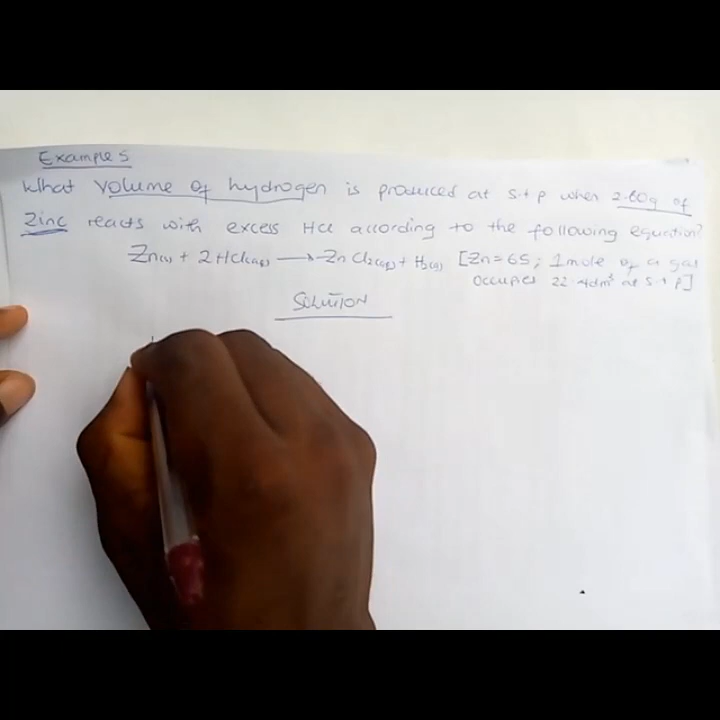 Example 5
What volume of hydrogen is produced at s.t.p when 2.60g of
Zinc reacts with excess HCl according to the following equation?
Zn(s) + 2HCl(aq) → ZnCl2(aq) + H2(g) [Zn=65; 1mole of a gas
occupies 22.4dm³ at s.t.p]
SOLUTION